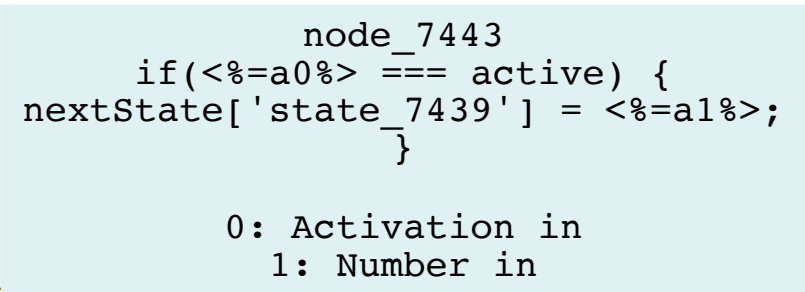 node_7443
if(<%=a0%> === active) {
nextState['state_7439'] = <%=a1%>;
}
0: Activation in
1: Number in